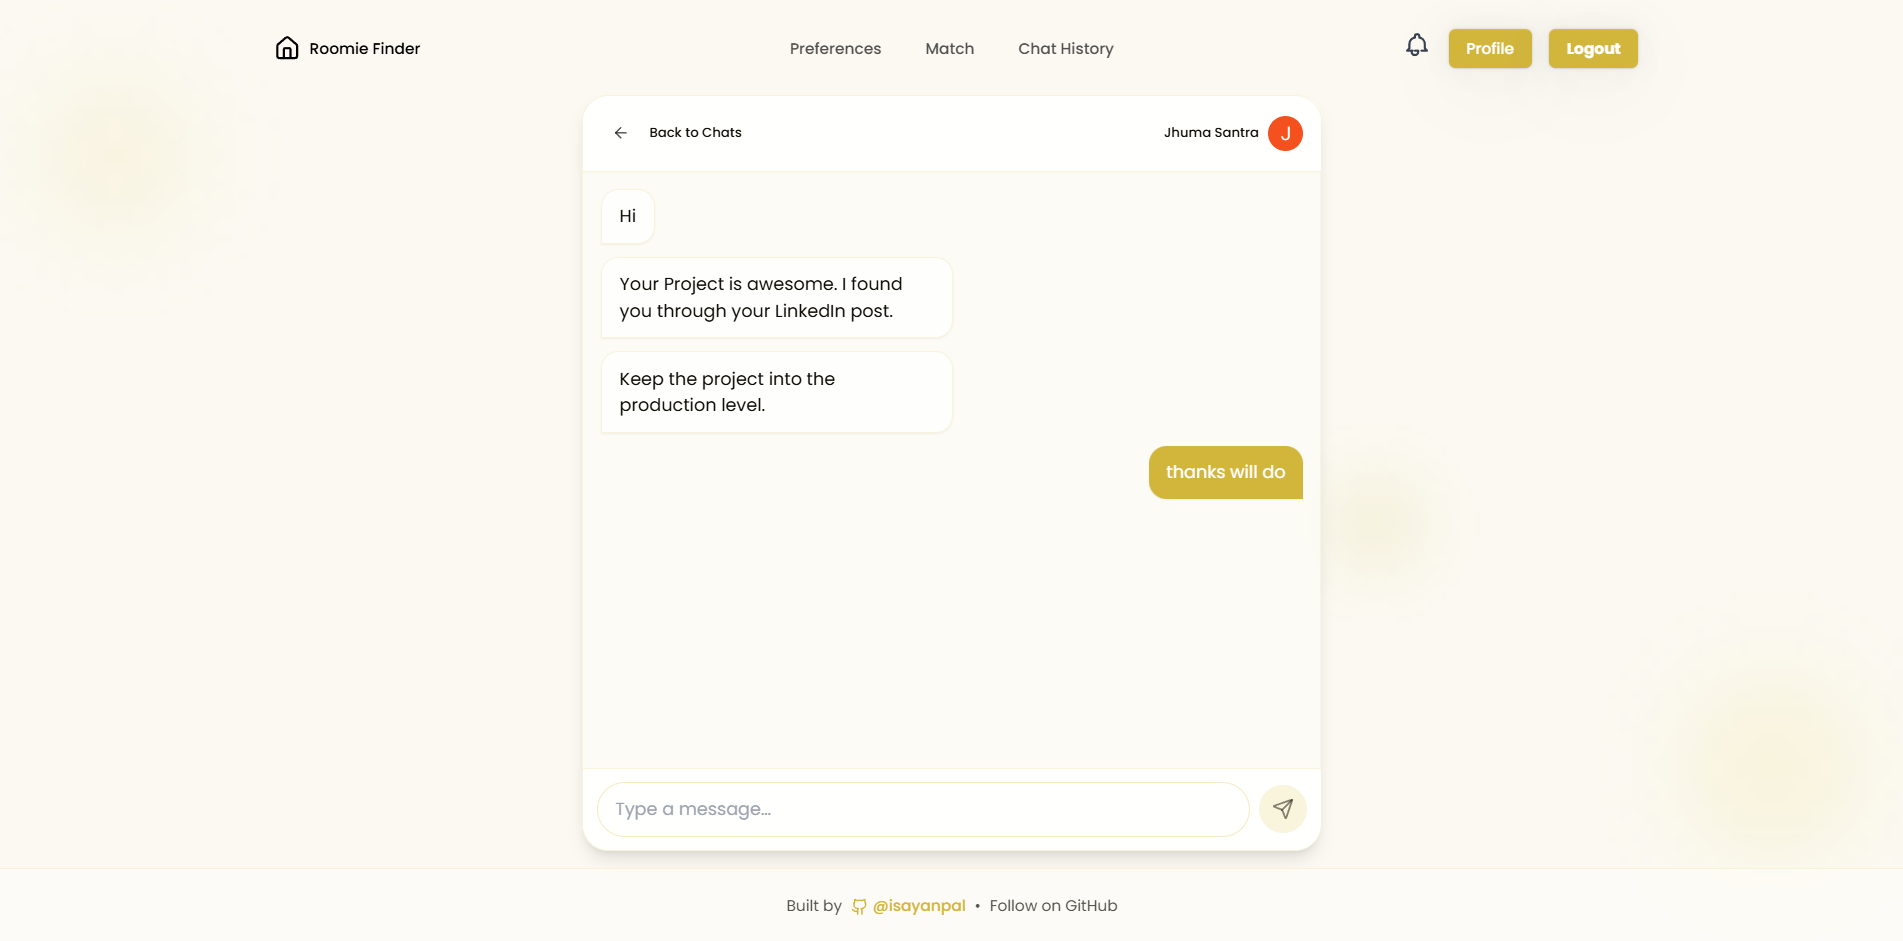 Roomie Finder
Preferences
Match
Chat History
Profile
Logout
Back to Chats
Jhuma Santra
J
Hi
Your Project is awesome. I found
you through your LinkedIn post.
Keep the project into the
production level.
thanks will do
Type a message...
Built by @isayanpal • Follow on GitHub